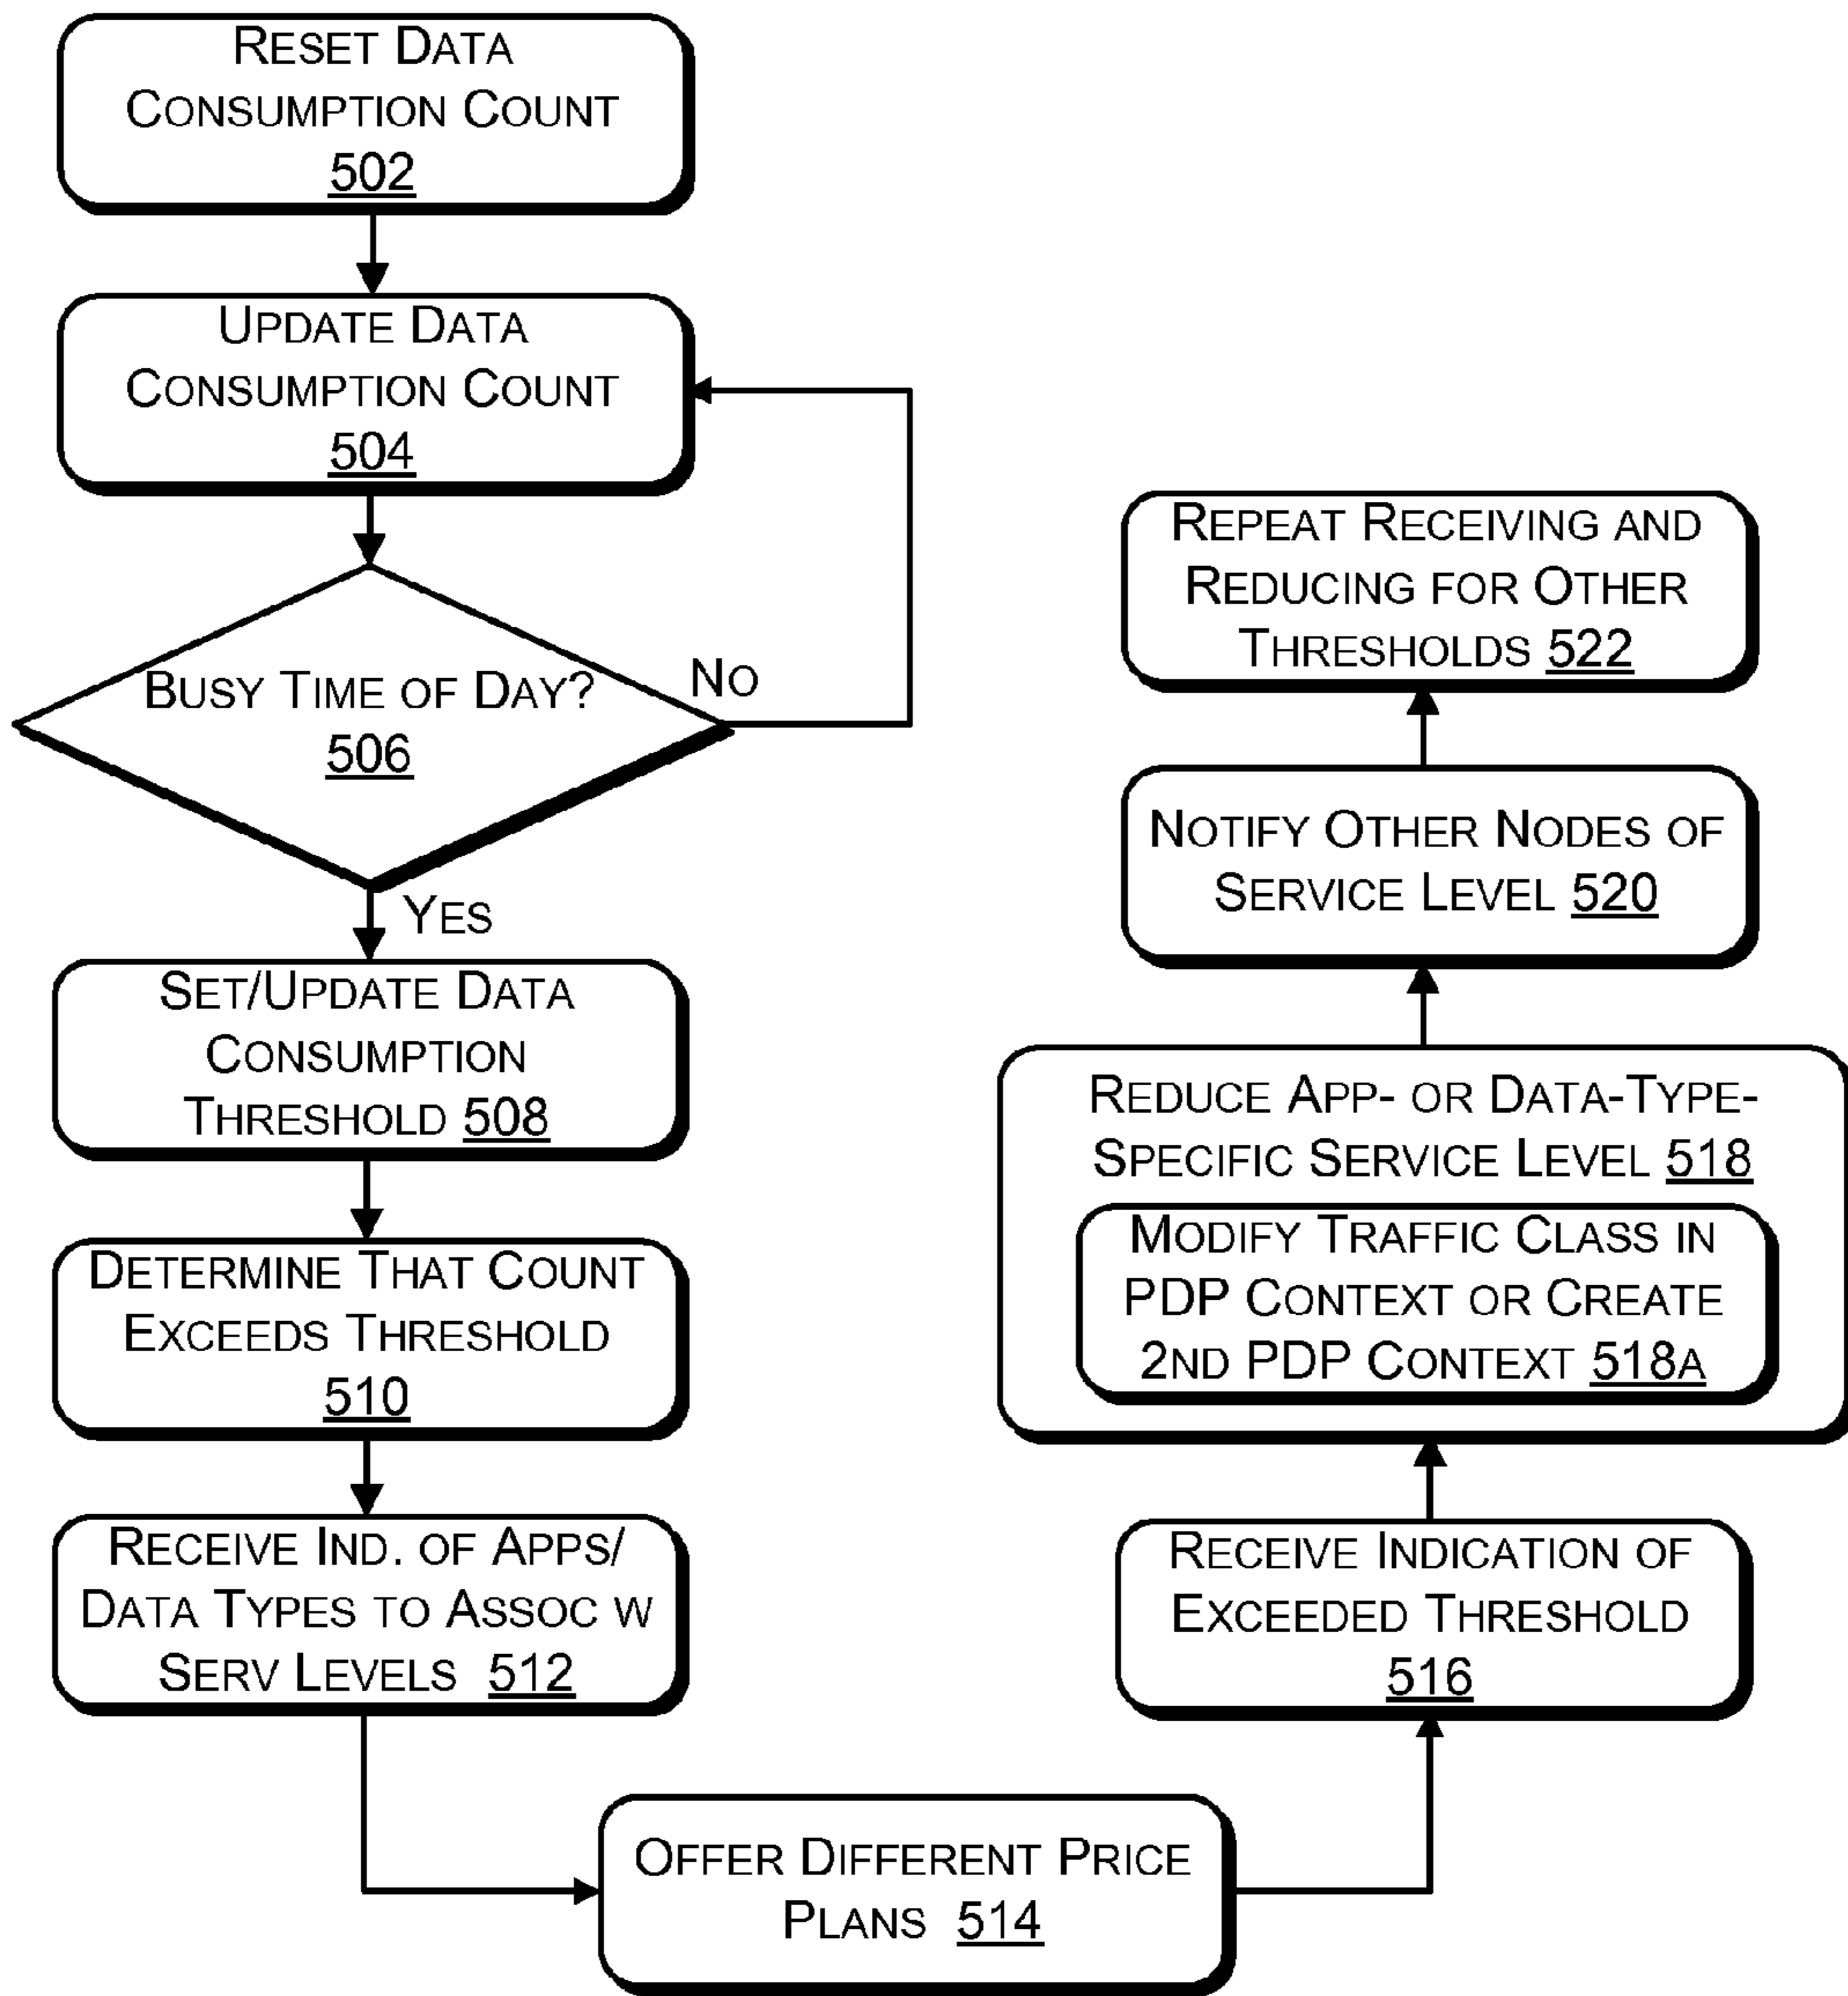 RESET DATA
CONSUMPTION COUNT
502
UPDATE DATA
CONSUMPTION COUNT
504
BUSY TIME OF DAY?
506
NO
YES
SET/UPDATE DATA
CONSUMPTION
THRESHOLD 508
DETERMINE THAT COUNT
EXCEEDS THRESHOLD
510
RECEIVE IND. OF APPS/
DATA TYPES TO ASSOC W
SERV LEVELS 512
OFFER DIFFERENT PRICE
PLANS 514
RECEIVE INDICATION OF
EXCEEDED THRESHOLD
516
REDUCE APP- OR DATA-TYPE-
SPECIFIC SERVICE LEVEL 518
MODIFY TRAFFIC CLASS IN
PDP CONTEXT OR CREATE
2ND PDP CONTEXT 518A
NOTIFY OTHER NODES OF
SERVICE LEVEL 520
REPEAT RECEIVING AND
REDUCING FOR OTHER
THRESHOLDS 522